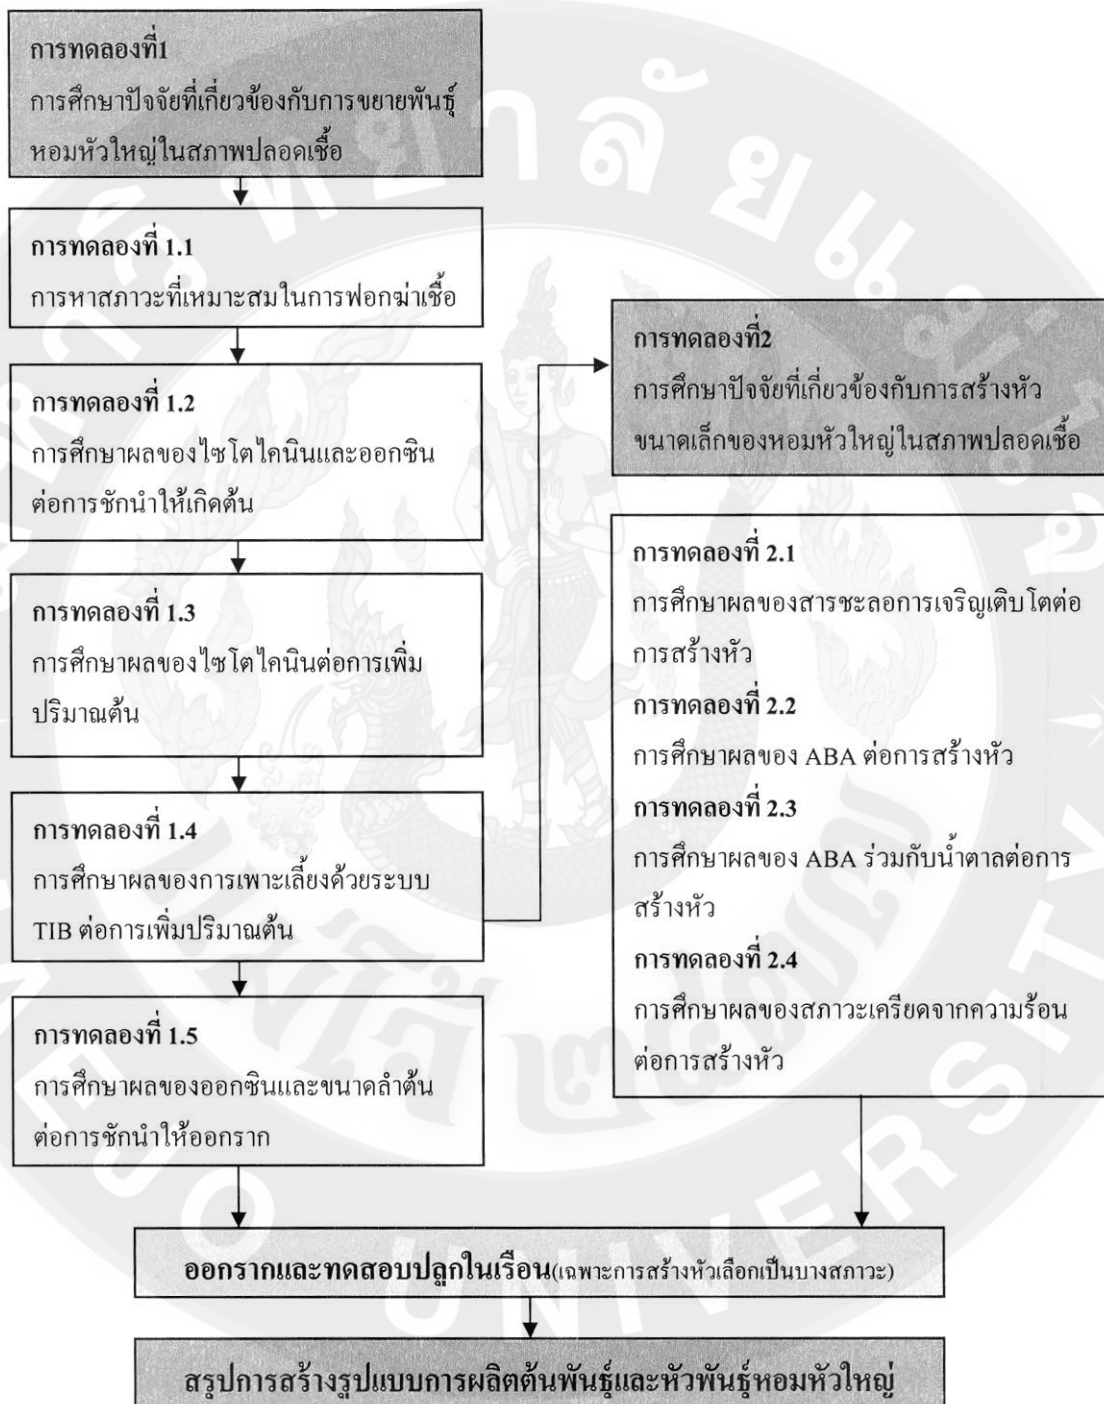 การทดลองที่1
การศึกษาปัจจัยที่เกี่ยวข้องกับการขยายพันธุ์
หอมหัวใหญ่ในสภาพปลอดเชื้อ
การทดลองที่ 1.1
การหาสภาวะที่เหมาะสมในการฟอกฆ่าเชื้อ
การทดลองที่ 1.2
การศึกษาผลของไซโตไคนินและออกซิน
ต่อการชักนำให้เกิดต้น
การทดลองที่ 1.3
การศึกษาผลของไซโตไคนินต่อการเพิ่ม
ปริมาณต้น
การทดลองที่ 1.4
การศึกษาผลของการเพาะเลี้ยงด้วยระบบ
TIB ต่อการเพิ่มปริมาณต้น
การทดลองที่ 1.5
การศึกษาผลของออกซินและขนาดลำต้น
ต่อการชักนำให้ออกราก
การทดลองที่2
การศึกษาปัจจัยที่เกี่ยวข้องกับการสร้างหัว
ขนาดเล็กของหอมหัวใหญ่ในสภาพปลอดเชื้อ
การทดลองที่ 2.1
การศึกษาผลของสารชะลอการเจริญเติบโตต่อ
การสร้างหัว
การทดลองที่ 2.2
การศึกษาผลของ ABA ต่อการสร้างหัว
การทดลองที่ 2.3
การศึกษาผลของ ABA ร่วมกับน้ำตาลต่อการ
สร้างหัว
การทดลองที่ 2.4
การศึกษาผลของสภาวะเครียดจากความร้อน
ต่อการสร้างหัว
ออกรากและทดสอบปลูกในเรือน(เฉพาะการสร้างหัวเลือกเป็นบางสภาวะ)
สรุปการสร้างรูปแบบการผลิตต้นพันธุ์และหัวพันธุ์หอมหัวใหญ่